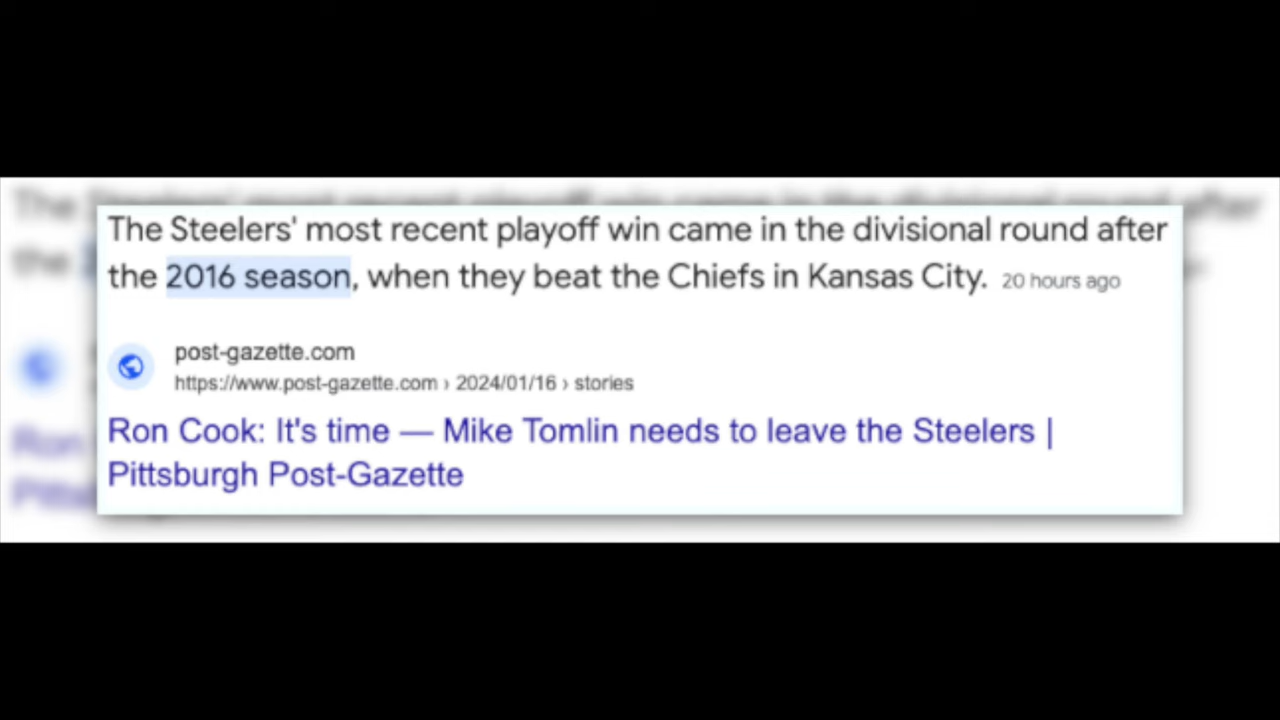 The Steelers' most recent playoff win came in the divisional round after
the 2016 season, when they beat the Chiefs in Kansas City. 20 hours ago
post-gazette.com
https://www.post-gazette.com › 2024/01/16 › stories
Ron Cook: It's time — Mike Tomlin needs to leave the Steelers |
Pittsburgh Post-Gazette